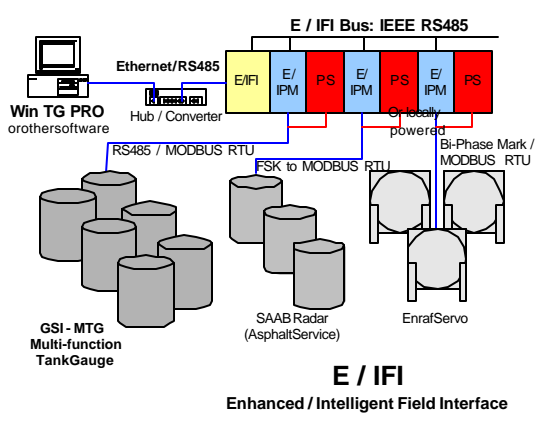 E / IFI Bus: IEEE RS485
Ethernet/RS485
E/IFI
E/
IPM
PS
E/
IPM
PS
E/
IPM
PS
Win TG PRO
orothersoftware
Hub / Converter
Or locally
powered
RS485 / MODBUS RTU
FSK to MODBUS RTU
Bi-Phase Mark /
MODBUS RTU
GSI - MTG
Multi-function
TankGauge
SAAB Radar
(AsphaltService)
EnrafServo
E / IFI
Enhanced / Intelligent Field Interface